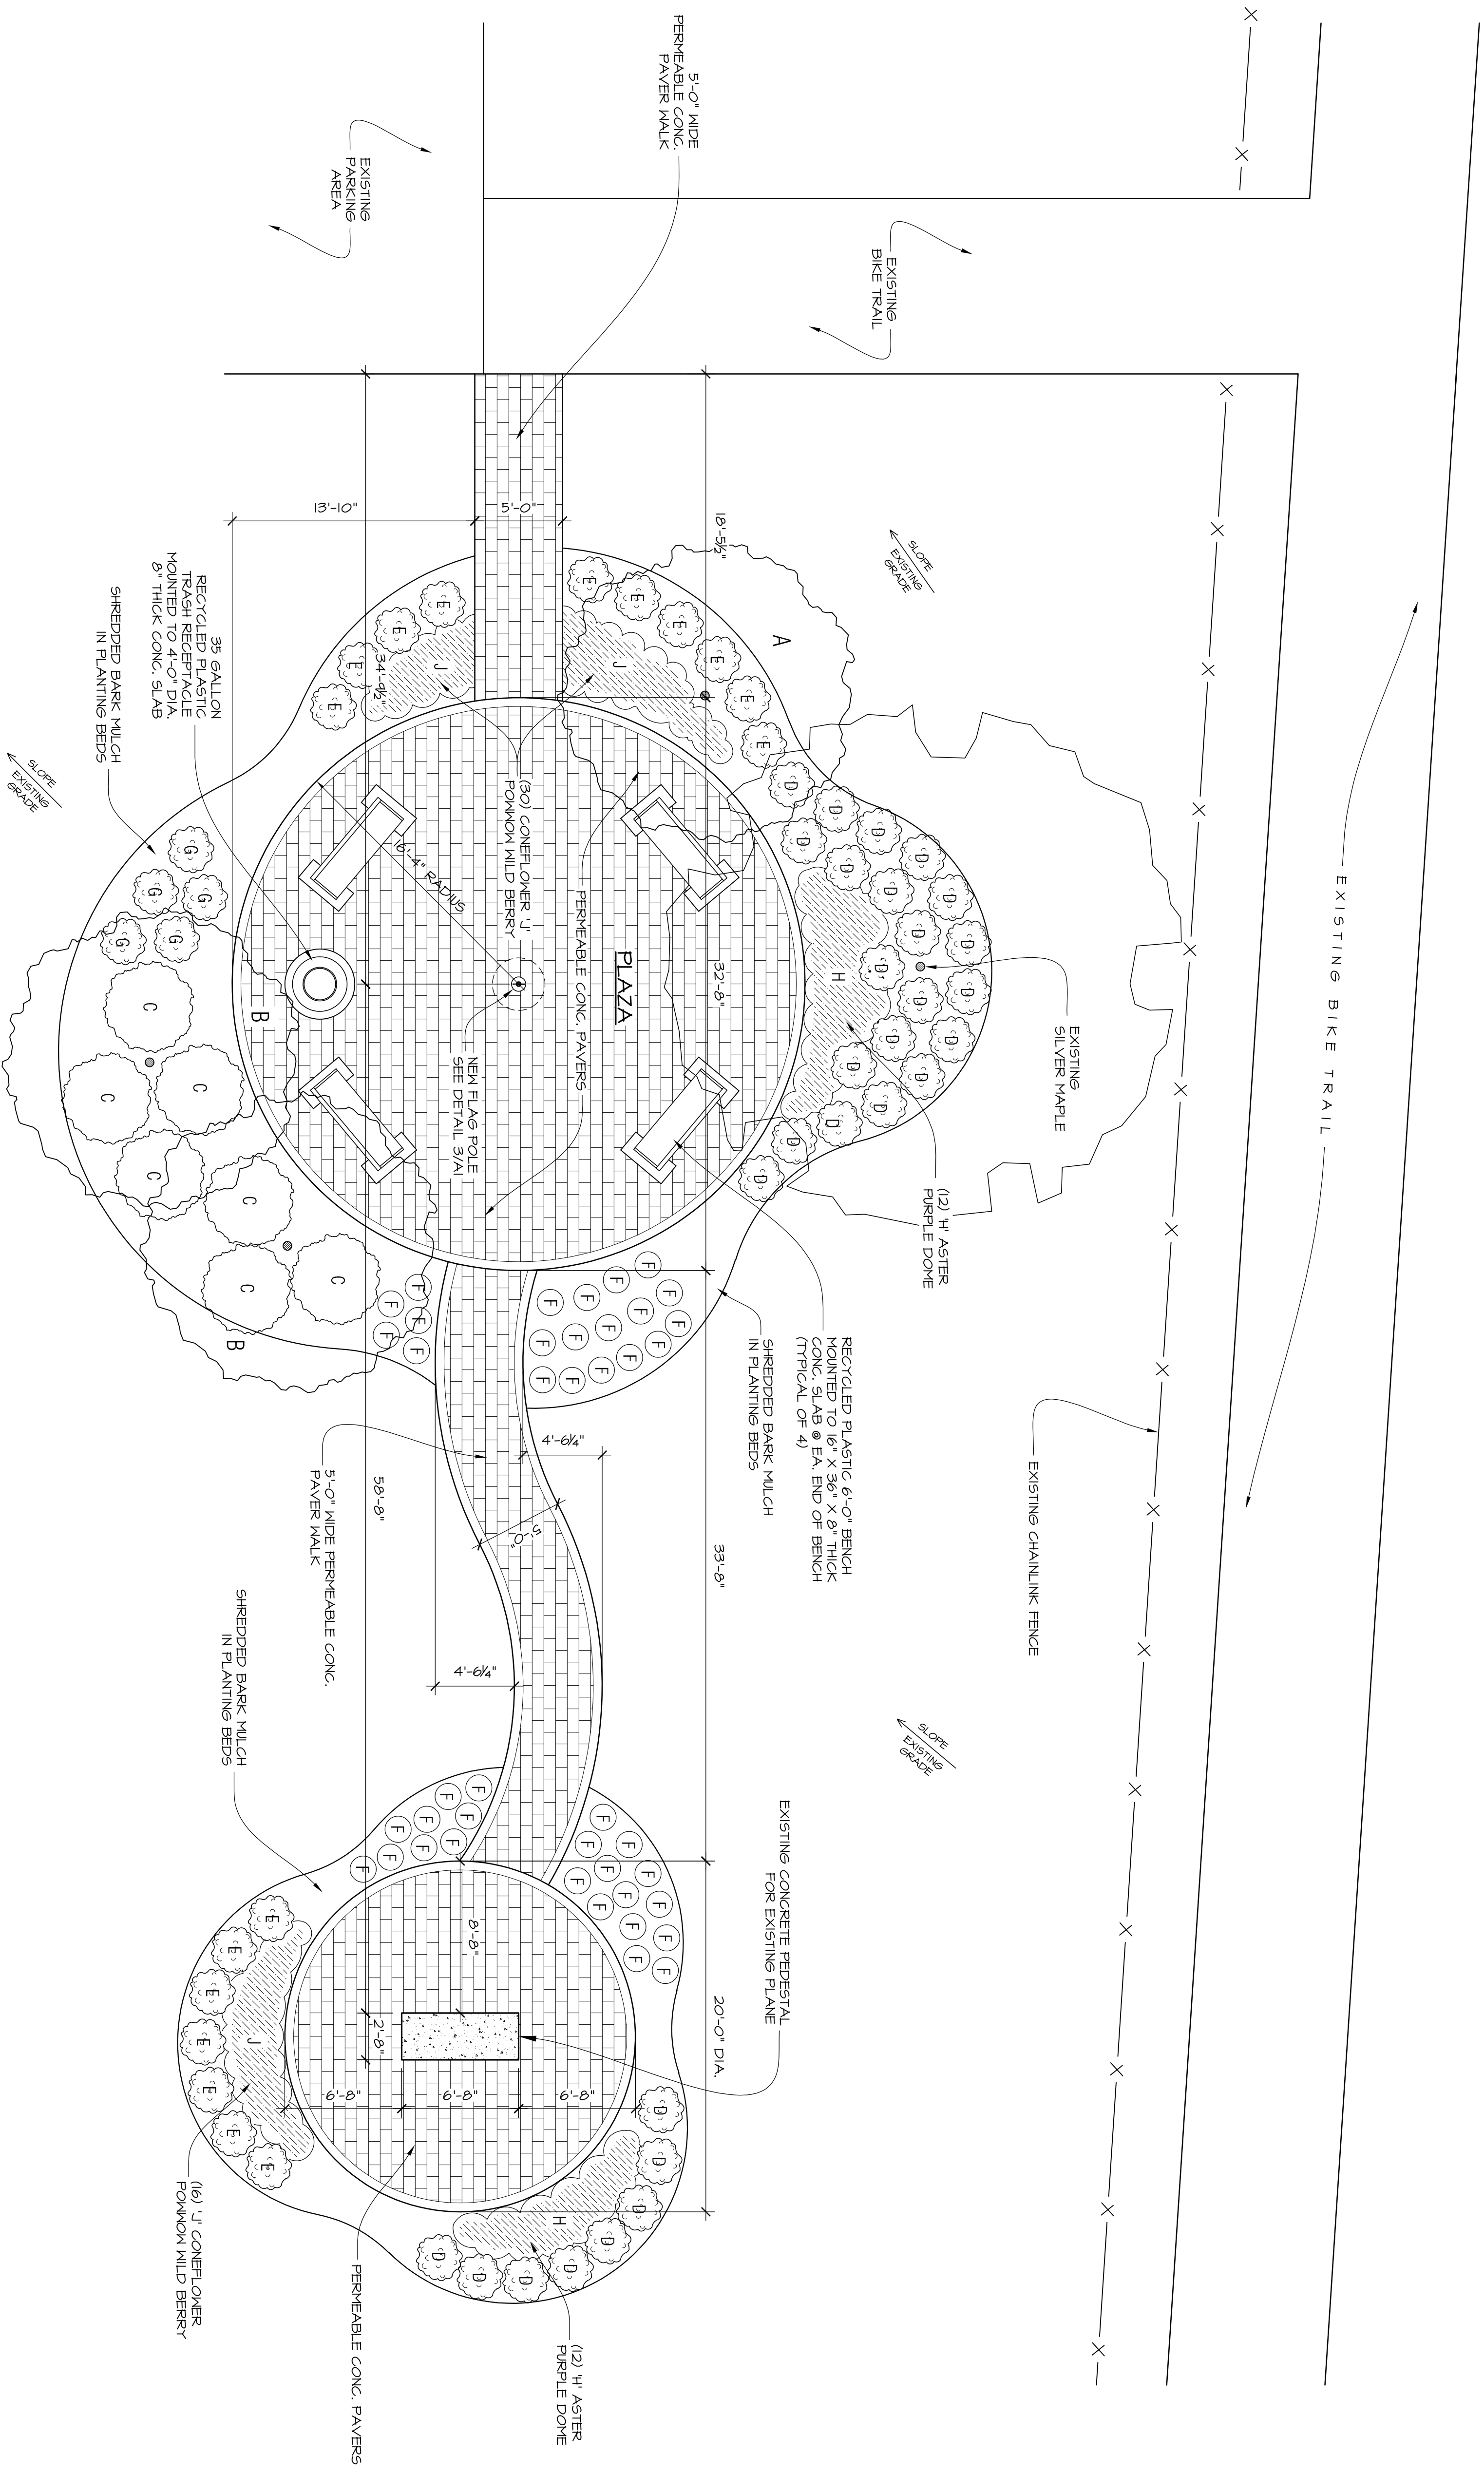 EXISTING BIKE TRAIL
EXISTING
BIKE TRAIL
EXISTING
PARKING
AREA
5'-0" WIDE
PERMEABLE CONC.
PAVER WALK
SLOPE
EXISTING
GRADE
EXISTING
SILVER MAPLE
EXISTING CHAINLINK FENCE
(12) 'H' ASTER
PURPLE DOME
RECYCLED PLASTIC 6'-0" BENCH
MOUNTED TO 16" X 36" X 8" THICK
CONC. SLAB @ EA. END OF BENCH
(TYPICAL OF 4)
SHREDDED BARK MULCH
IN PLANTING BEDS
SLOPE
EXISTING
GRADE
EXISTING CONCRETE PEDESTAL
FOR EXISTING PLANE
18'-5½"
32'-8"
33'-8"
20'-0" DIA.
A
PLAZA
PERMEABLE CONC. PAVERS
(30) CONEFLOWER 'J'
POWWOW WILD BERRY
NEW FLAG POLE
SEE DETAIL 3/A1
16'-4" RADIUS
5'-0"
13'-10"
34'-9½"
58'-8"
4'-6¼"
5'-0"
4'-6¼"
8'-8"
2'-8"
6'-8"
6'-8"
6'-8"
35 GALLON
RECYCLED PLASTIC
TRASH RECEPTACLE
MOUNTED TO 4'-0" DIA.
8" THICK CONC. SLAB
SHREDDED BARK MULCH
IN PLANTING BEDS
SLOPE
EXISTING
GRADE
5'-0" WIDE PERMEABLE CONC.
PAVER WALK
SHREDDED BARK MULCH
IN PLANTING BEDS
(16) 'J' CONEFLOWER
POWWOW WILD BERRY
PERMEABLE CONC. PAVERS
(12) 'H' ASTER
PURPLE DOME
E E E E E E
J
E E E E
J
D D D D D D D D D D D D D D D D D D D D D
H
G G G G G
C C C C C C C
B
B
F F F F F F F F F F F F F F
F F F F F
F F F F F F F F F
F F F F F F F F F F F F
D D D D D D D D
H
E E E E E E E
J